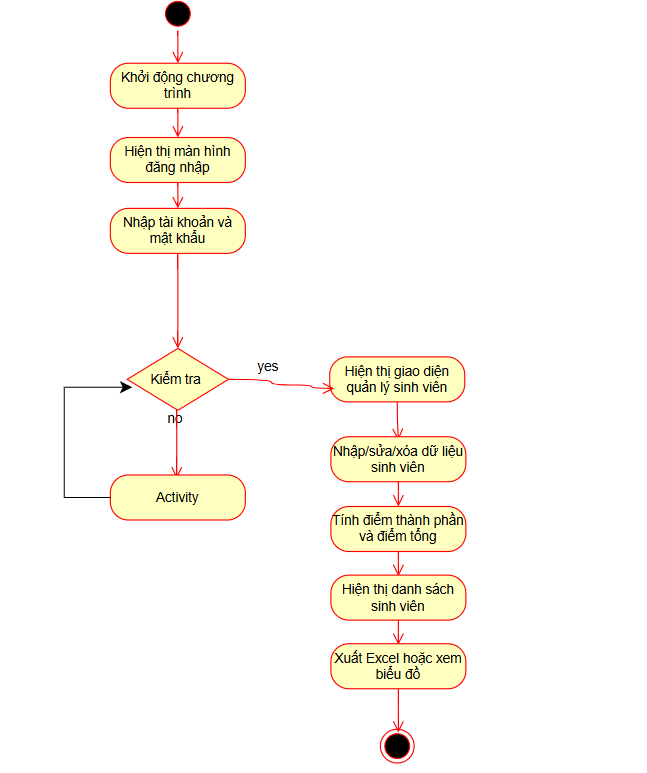 Khởi động chương
trình
Hiện thị màn hình
đăng nhập
Nhập tài khoản và
mật khẩu
Kiểm tra
yes
no
Activity
Hiện thị giao diện
quản lý sinh viên
Nhập/sửa/xóa dữ liệu
sinh viên
Tính điểm thành phần
và điểm tổng
Hiện thị danh sách
sinh viên
Xuất Excel hoặc xem
biểu đồ